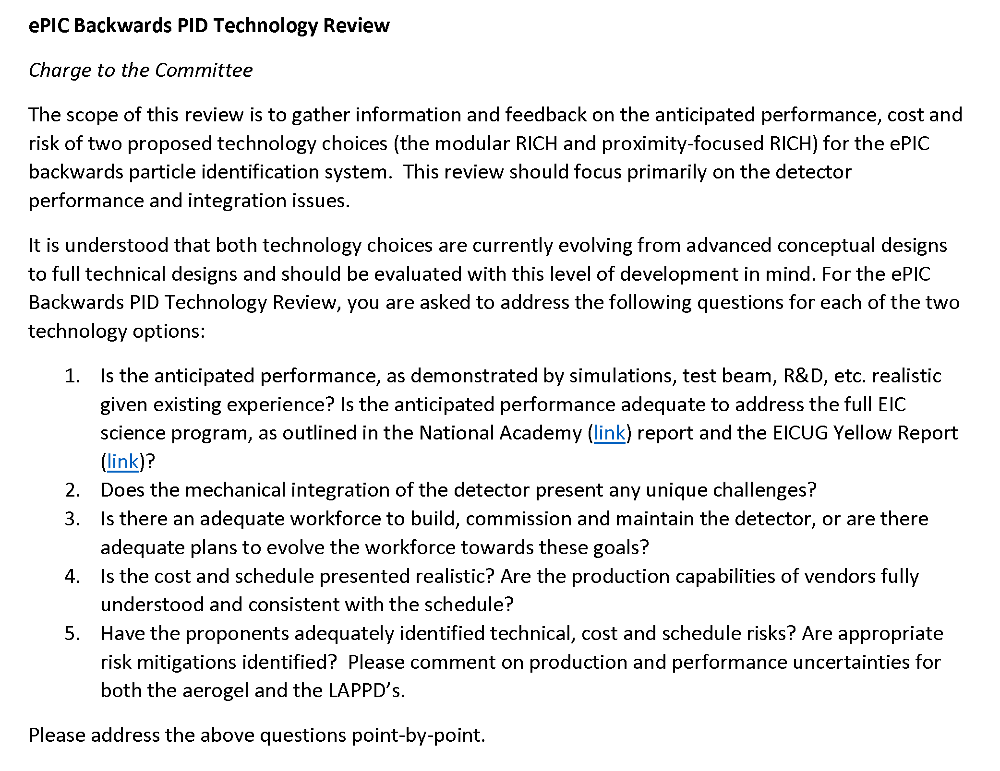 ePIC Backwards PID Technology Review
Charge to the Committee
The scope of this review is to gather information and feedback on the anticipated performance, cost and
risk of two proposed technology choices (the modular RICH and proximity-focused RICH) for the ePIC
backwards particle identification system.  This review should focus primarily on the detector
performance and integration issues.
It is understood that both technology choices are currently evolving from advanced conceptual designs
to full technical designs and should be evaluated with this level of development in mind. For the ePIC
Backwards PID Technology Review, you are asked to address the following questions for each of the two
technology options:
1. Is the anticipated performance, as demonstrated by simulations, test beam, R&D, etc. realistic
given existing experience? Is the anticipated performance adequate to address the full EIC
science program, as outlined in the National Academy (link) report and the EICUG Yellow Report
(link)?
2. Does the mechanical integration of the detector present any unique challenges?
3. Is there an adequate workforce to build, commission and maintain the detector, or are there
adequate plans to evolve the workforce towards these goals?
4. Is the cost and schedule presented realistic? Are the production capabilities of vendors fully
understood and consistent with the schedule?
5. Have the proponents adequately identified technical, cost and schedule risks? Are appropriate
risk mitigations identified?  Please comment on production and performance uncertainties for
both the aerogel and the LAPPD’s.
Please address the above questions point-by-point.